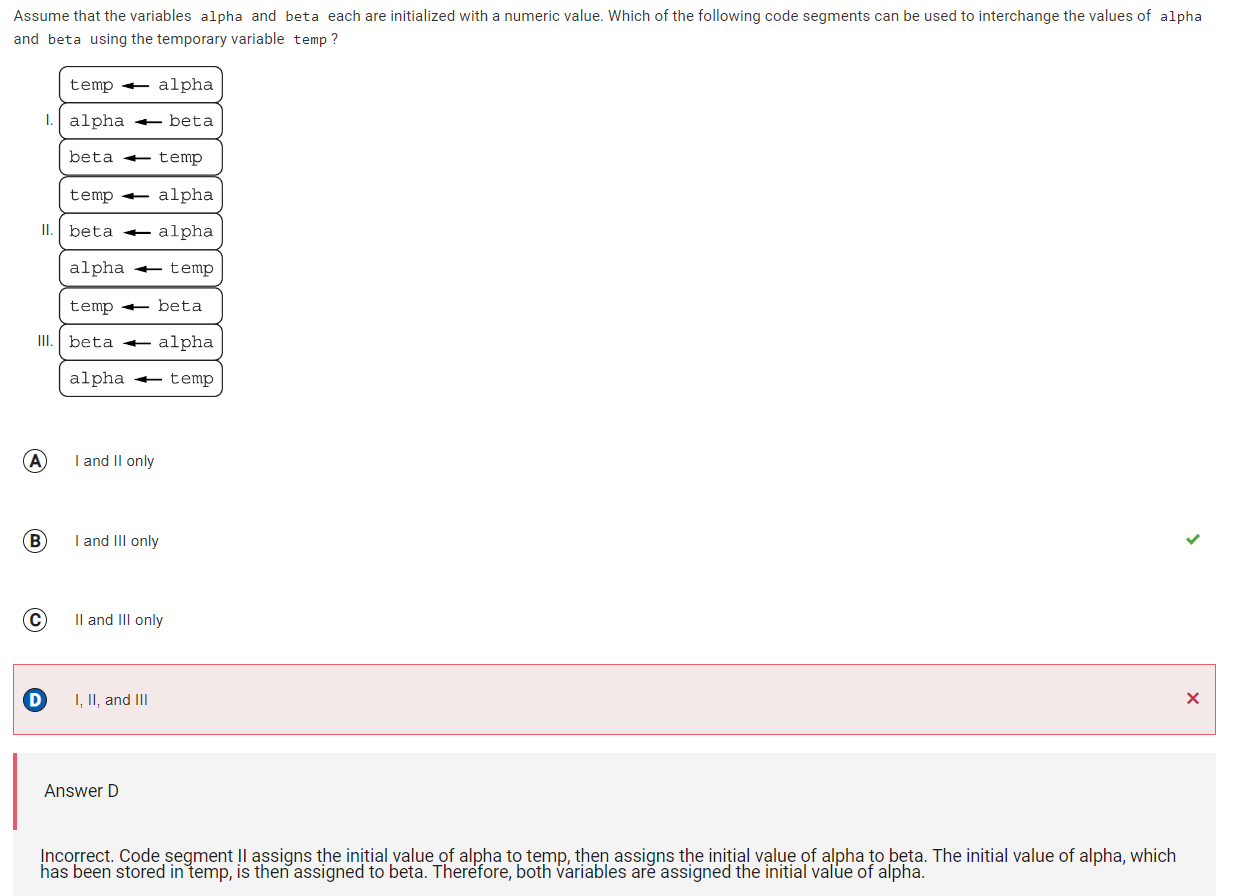 Assume that the variables alpha and beta each are initialized with a numeric value. Which of the following code segments can be used to interchange the values of alpha
and beta using the temporary variable temp ?
temp ← alpha
I. alpha ← beta
beta ← temp
temp ← alpha
II. beta ← alpha
alpha ← temp
temp ← beta
III. beta ← alpha
alpha ← temp
A I and II only
B I and III only
C II and III only
D I, II, and III
Answer D
Incorrect. Code segment II assigns the initial value of alpha to temp, then assigns the initial value of alpha to beta. The initial value of alpha, which
has been stored in temp, is then assigned to beta. Therefore, both variables are assigned the initial value of alpha.